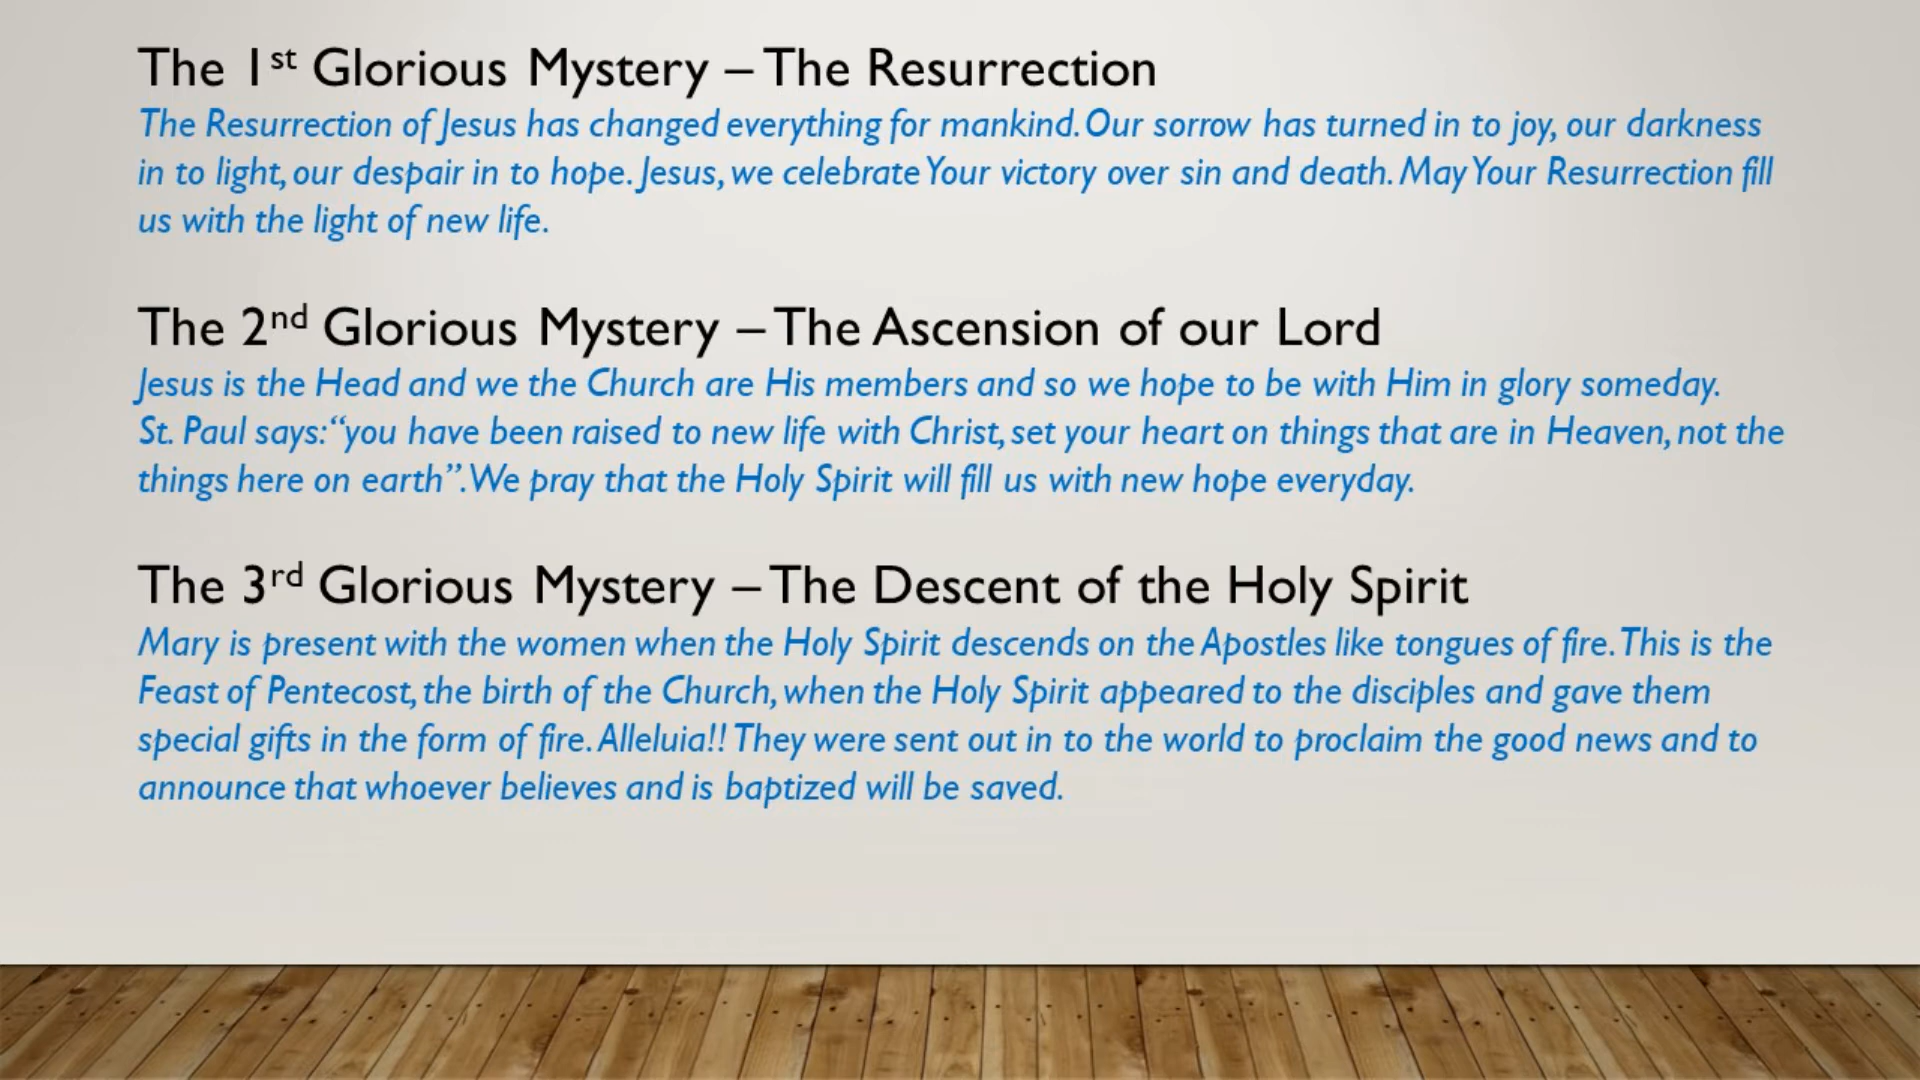 The 1st Glorious Mystery – The Resurrection
The Resurrection of Jesus has changed everything for mankind. Our sorrow has turned in to joy, our darkness
in to light, our despair in to hope. Jesus, we celebrate Your victory over sin and death. May Your Resurrection fill
us with the light of new life.
The 2nd Glorious Mystery – The Ascension of our Lord
Jesus is the Head and we the Church are His members and so we hope to be with Him in glory someday.
St. Paul says: “you have been raised to new life with Christ, set your heart on things that are in Heaven, not the
things here on earth”. We pray that the Holy Spirit will fill us with new hope everyday.
The 3rd Glorious Mystery – The Descent of the Holy Spirit
Mary is present with the women when the Holy Spirit descends on the Apostles like tongues of fire. This is the
Feast of Pentecost, the birth of the Church, when the Holy Spirit appeared to the disciples and gave them
special gifts in the form of fire. Alleluia!! They were sent out in to the world to proclaim the good news and to
announce that whoever believes and is baptized will be saved.